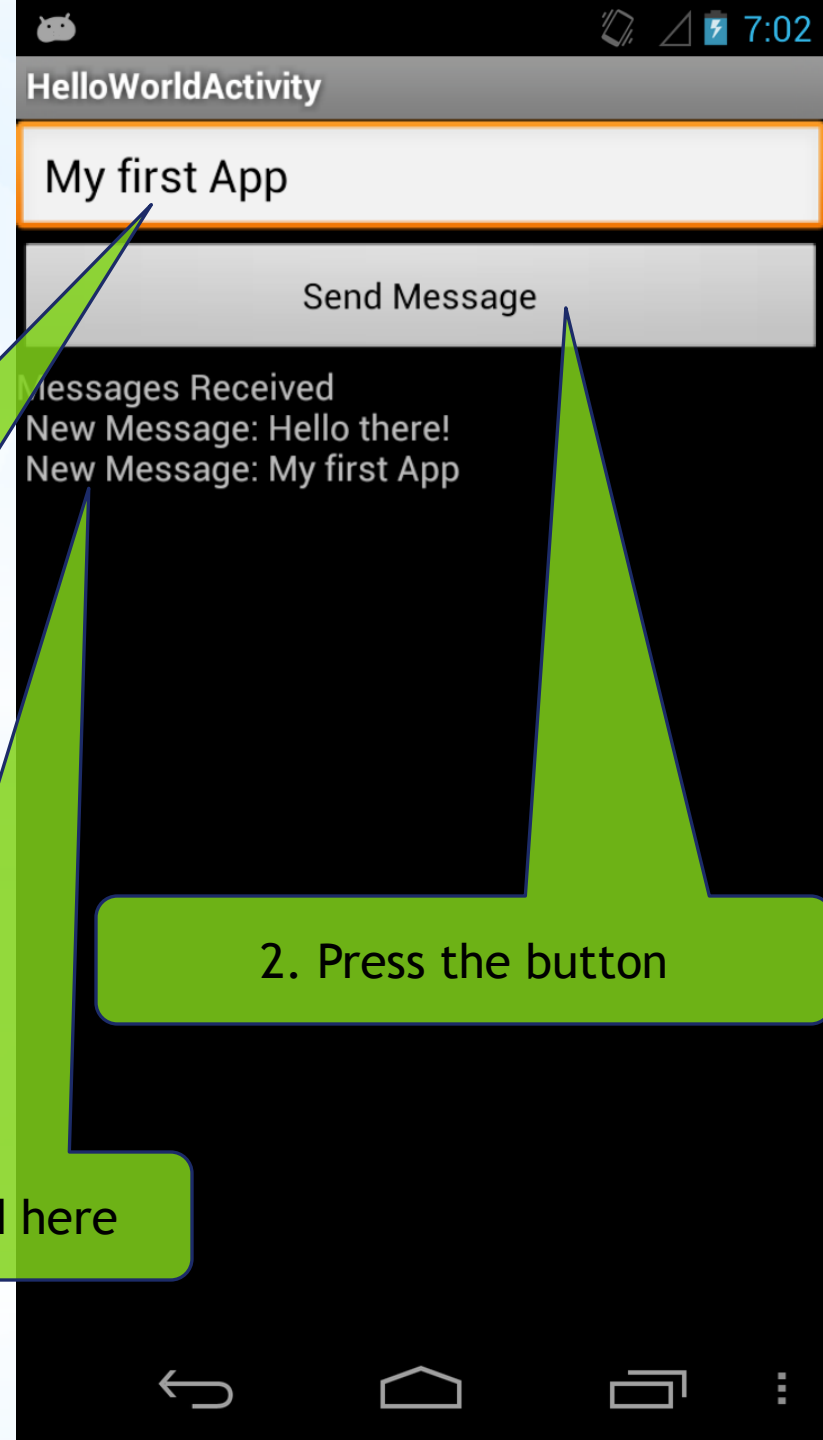 7:02
HelloWorldActivity
My first App
Send Message
Messages Received
New Message: Hello there!
New Message: My first App
2. Press the button
here